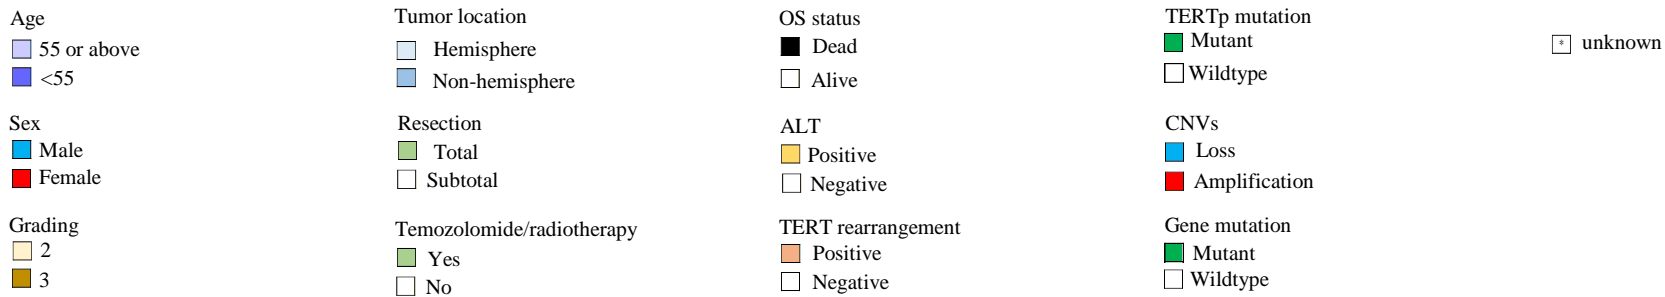 Age
55 or above
<55
Sex
Male
Female
Grading
2
3
Tumor location
Hemisphere
Non-hemisphere
Resection
Total
Subtotal
Temozolomide/radiotherapy
Yes
No
OS status
Dead
Alive
ALT
Positive
Negative
TERT rearrangement
Positive
Negative
TERTp mutation
Mutant
Wildtype
CNVs
Loss
Amplification
Gene mutation
Mutant
Wildtype
* unknown